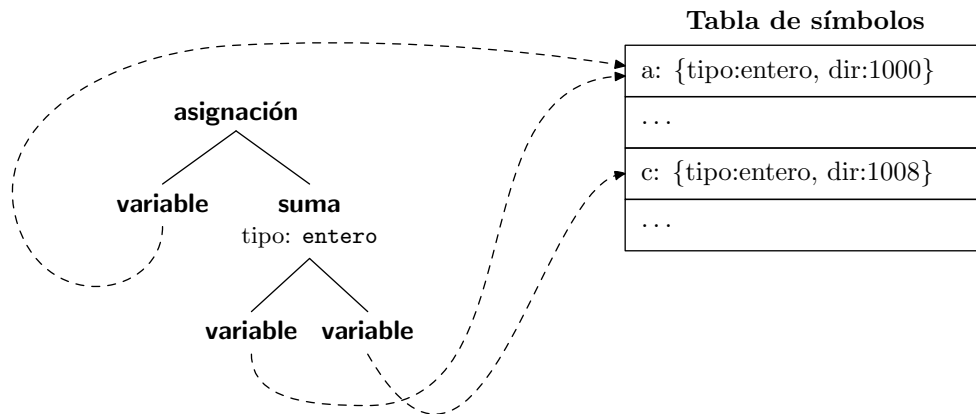 Tabla de símbolos
a: {tipo:entero, dir:1000}
. . .
c: {tipo:entero, dir:1008}
. . .
asignación
variable suma
tipo: entero
variable variable